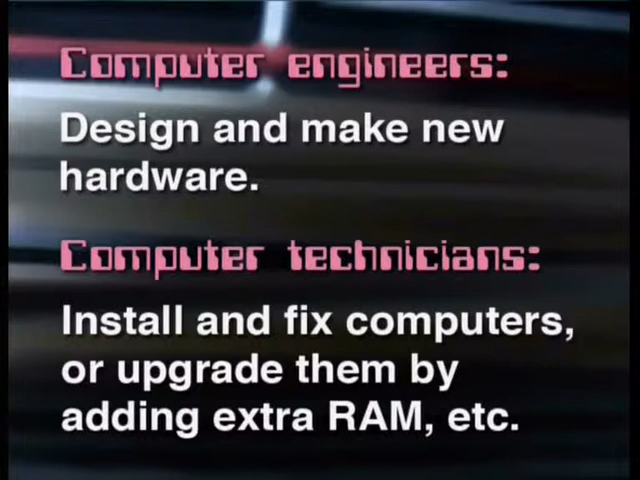 Computer engineers:
Design and make new
hardware.
Computer technicians:
Install and fix computers,
or upgrade them by
adding extra RAM, etc.